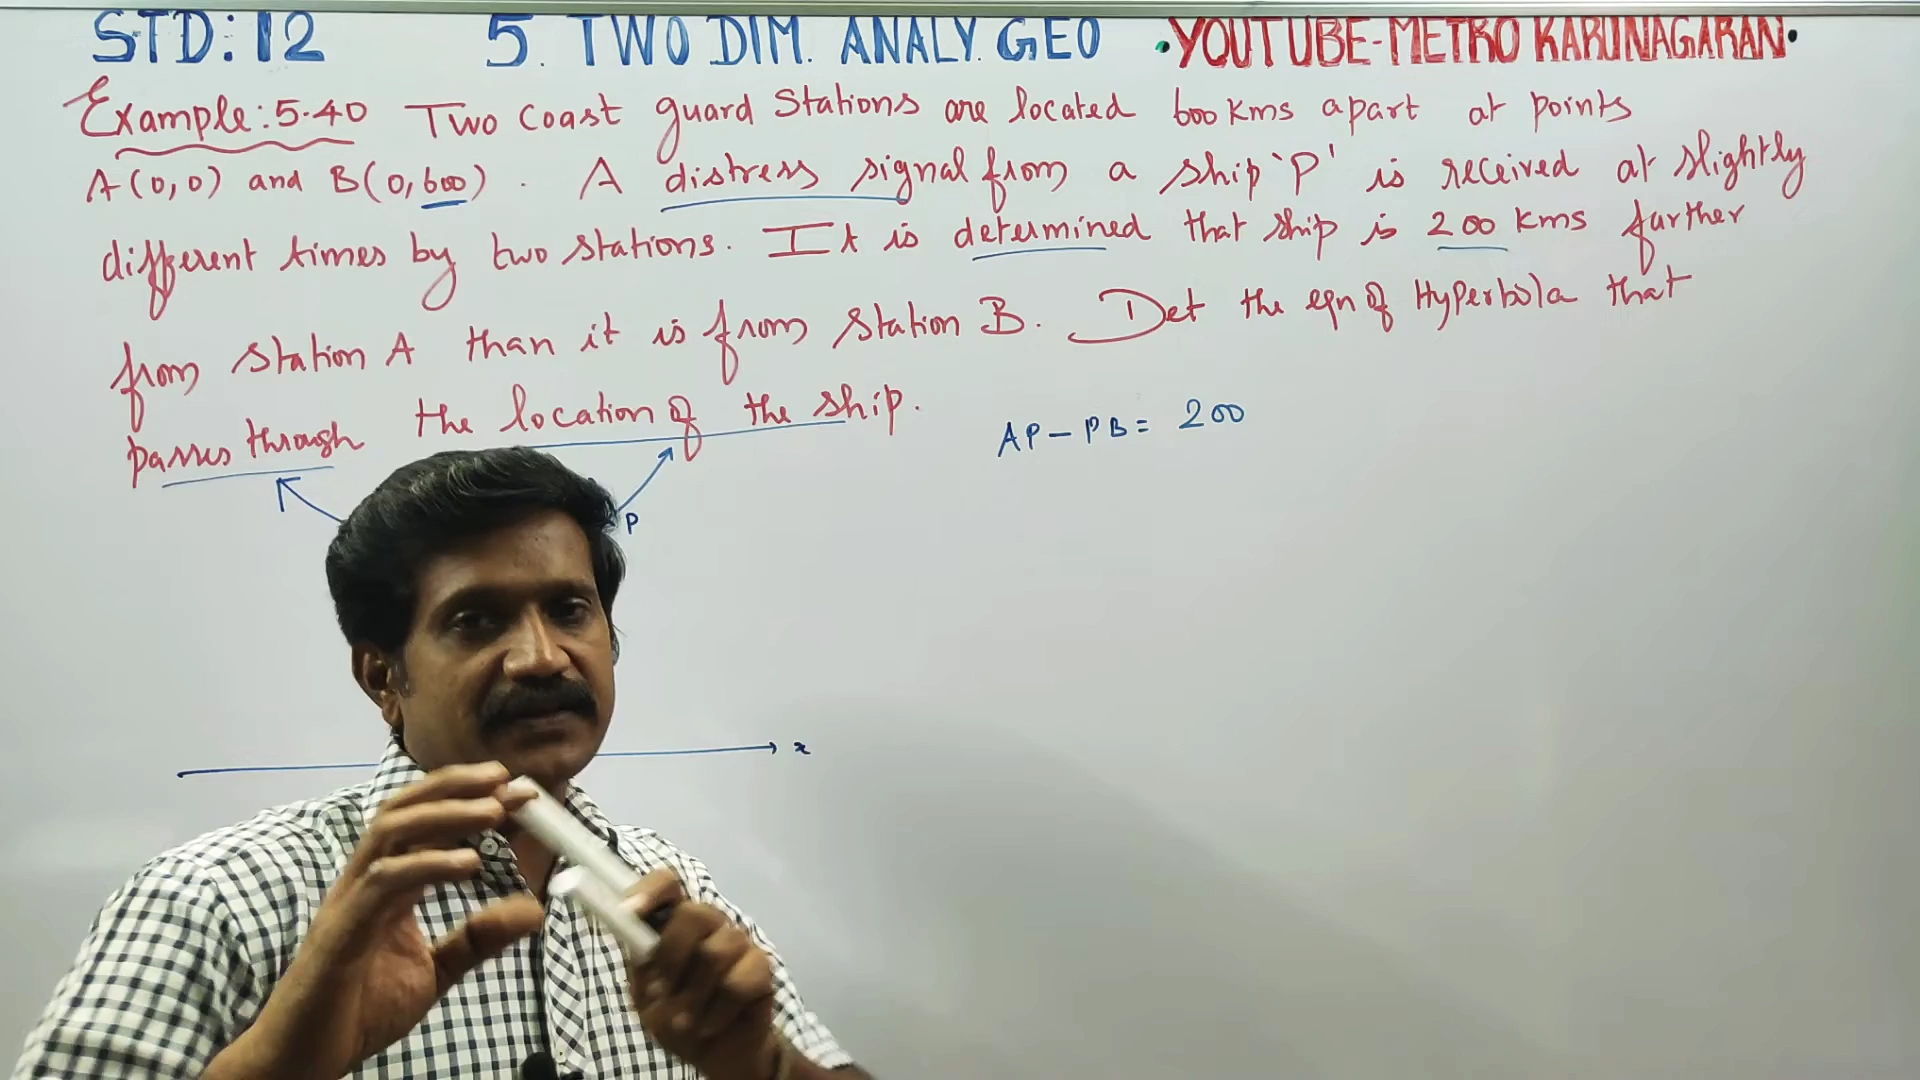 STD: 12 5. TWO DIM. ANALY. GEO •YOUTUBE-METRO KARUNAGARAN•
Example: 5.40 Two Coast guard Stations are located 600 kms apart at points
A(0,0) and B(0,600). A distress signal from a ship 'P' is received at slightly
different times by two stations. It is determined that ship is 200 kms farther
from station A than it is from station B. Det the eqn of Hyperbola that
passes through the location of the ship.
AP - PB = 200
P
x